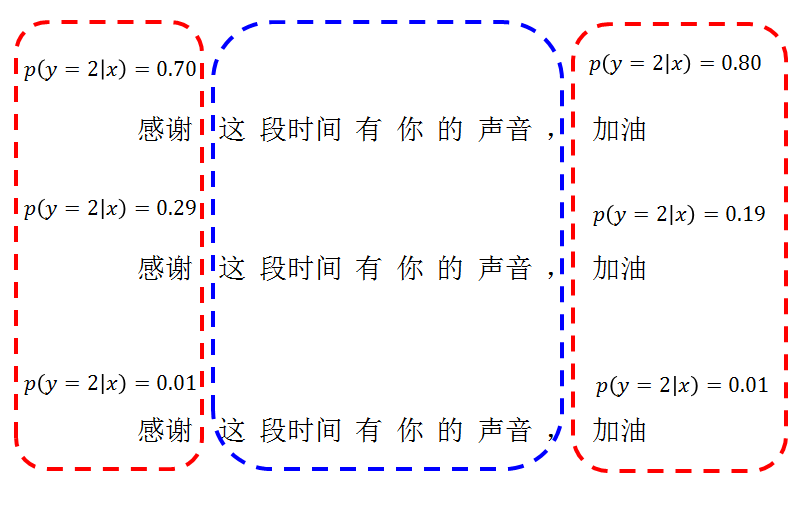 p(y = 2|x) = 0.70 p(y = 2|x) = 0.80
感谢 这 段时间 有 你 的 声音 ， 加油
p(y = 2|x) = 0.29 p(y = 2|x) = 0.19
感谢 这 段时间 有 你 的 声音 ， 加油
p(y = 2|x) = 0.01 p(y = 2|x) = 0.01
感谢 这 段时间 有 你 的 声音 ， 加油